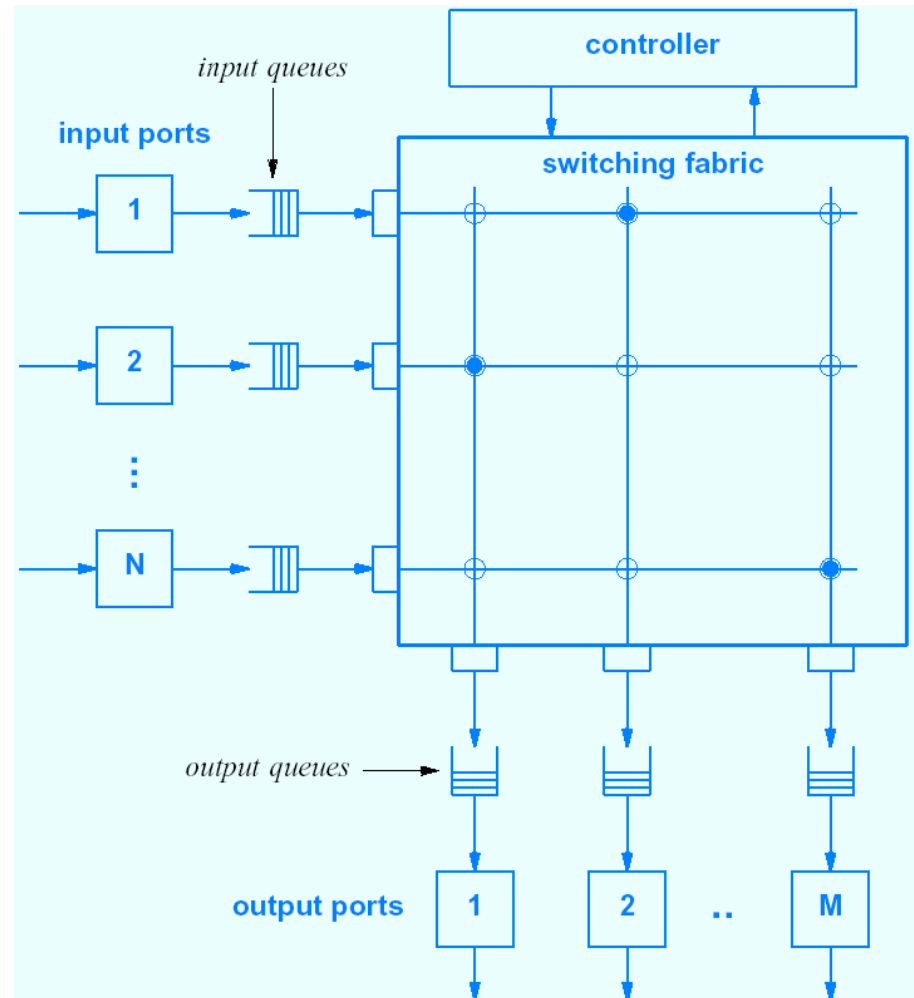 controller
input queues
input ports
switching fabric
1
2
⋮
N
output queues
output ports
1
2
..
M